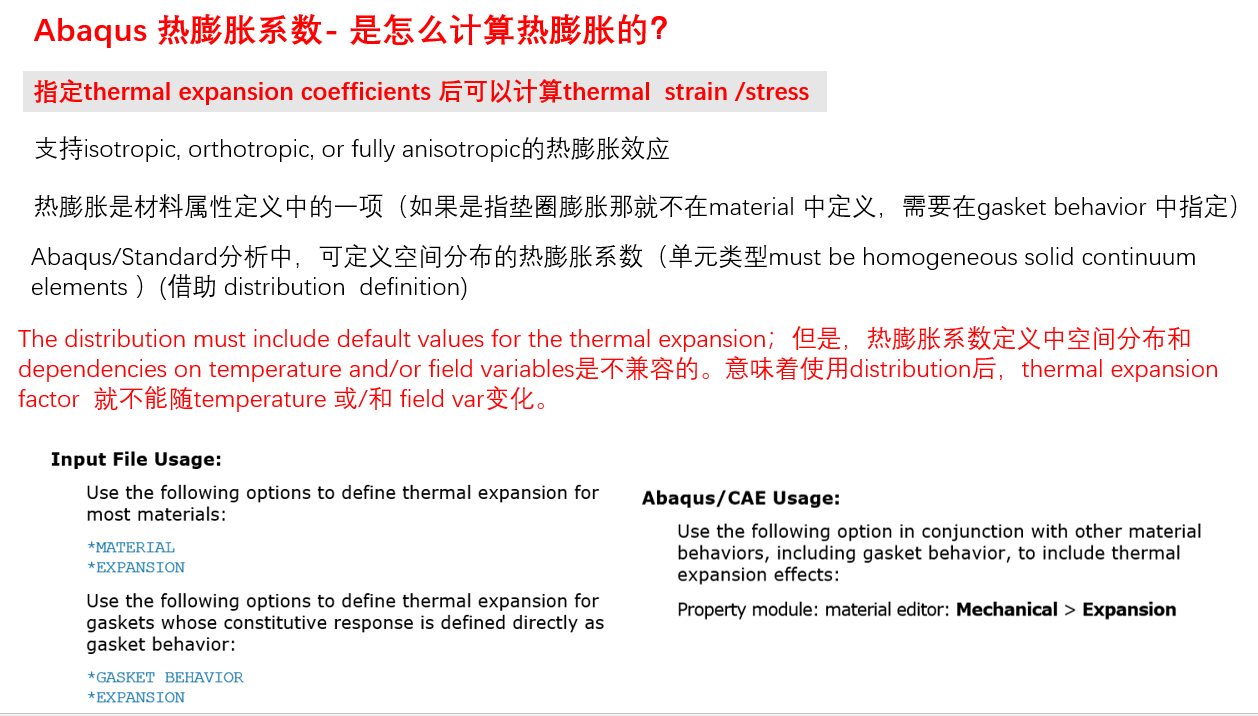 Abaqus 热膨胀系数- 是怎么计算热膨胀的?
指定thermal expansion coefficients 后可以计算thermal  strain /stress
支持isotropic, orthotropic, or fully anisotropic的热膨胀效应
热膨胀是材料属性定义中的一项（如果是指垫圈膨胀那就不在material 中定义，需要在gasket behavior 中指定）
Abaqus/Standard分析中，可定义空间分布的热膨胀系数（单元类型must be homogeneous solid continuum
elements ）(借助 distribution  definition)
The distribution must include default values for the thermal expansion；但是，热膨胀系数定义中空间分布和
dependencies on temperature and/or field variables是不兼容的。意味着使用distribution后，thermal expansion
factor  就不能随temperature 或/和 field var变化。
Input File Usage:
Use the following options to define thermal expansion for
most materials:
*MATERIAL
*EXPANSION
Use the following options to define thermal expansion for
gaskets whose constitutive response is defined directly as
gasket behavior:
*GASKET BEHAVIOR
*EXPANSION
Abaqus/CAE Usage:
Use the following option in conjunction with other material
behaviors, including gasket behavior, to include thermal
expansion effects:
Property module: material editor: Mechanical > Expansion